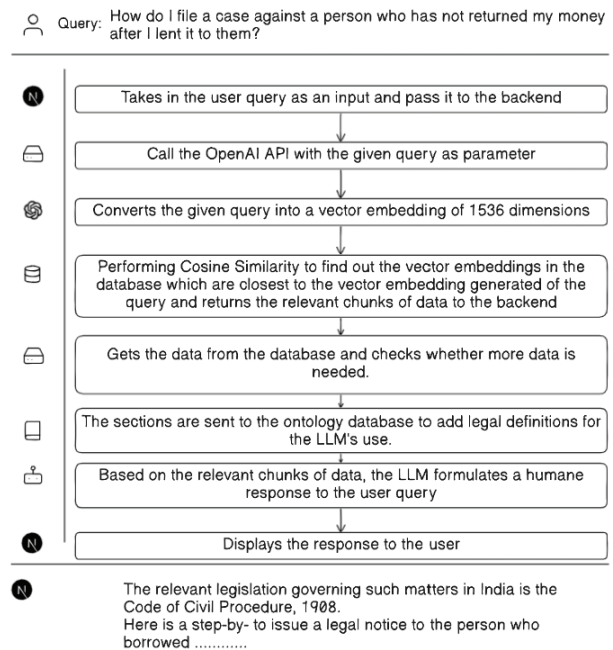 Query: How do I file a case against a person who has not returned my money
after I lent it to them?
N
Takes in the user query as an input and pass it to the backend
Call the OpenAI API with the given query as parameter
Converts the given query into a vector embedding of 1536 dimensions
Performing Cosine Similarity to find out the vector embeddings in the
database which are closest to the vector embedding generated of the
query and returns the relevant chunks of data to the backend
Gets the data from the database and checks whether more data is
needed.
The sections are sent to the ontology database to add legal definitions for
the LLM's use.
Based on the relevant chunks of data, the LLM formulates a humane
response to the user query
N
Displays the response to the user
N
The relevant legislation governing such matters in India is the
Code of Civil Procedure, 1908.
Here is a step-by- to issue a legal notice to the person who
borrowed ............